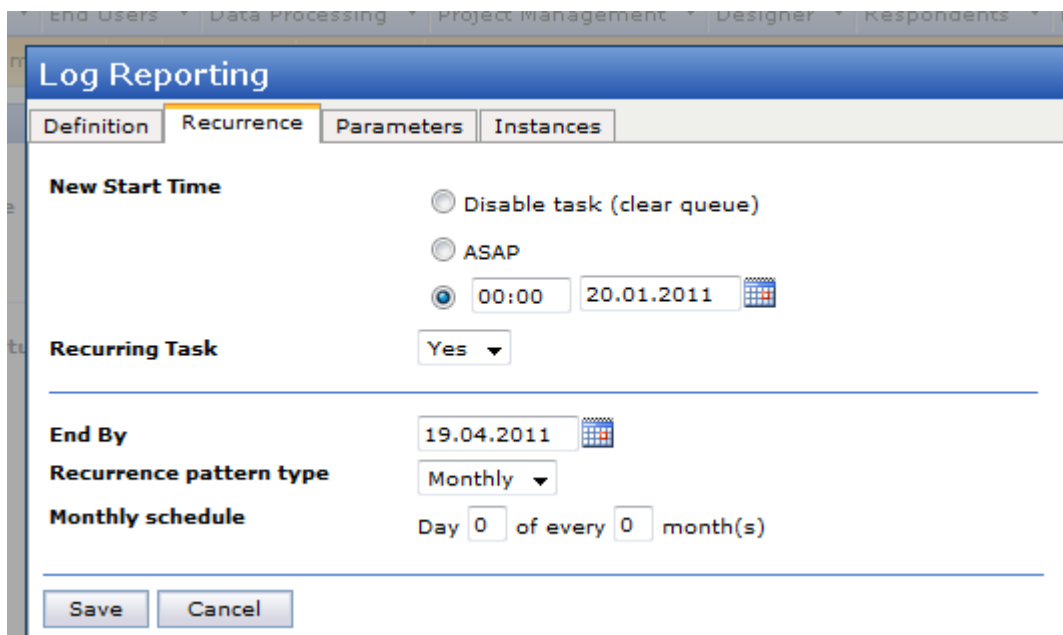 End Users Data Processing Project Management Designer Respondents
Log Reporting
Definition Recurrence Parameters Instances
New Start Time
Disable task (clear queue)
ASAP
00:00 20.01.2011
Recurring Task Yes
End By 19.04.2011
Recurrence pattern type Monthly
Monthly schedule Day 0 of every 0 month(s)
Save Cancel